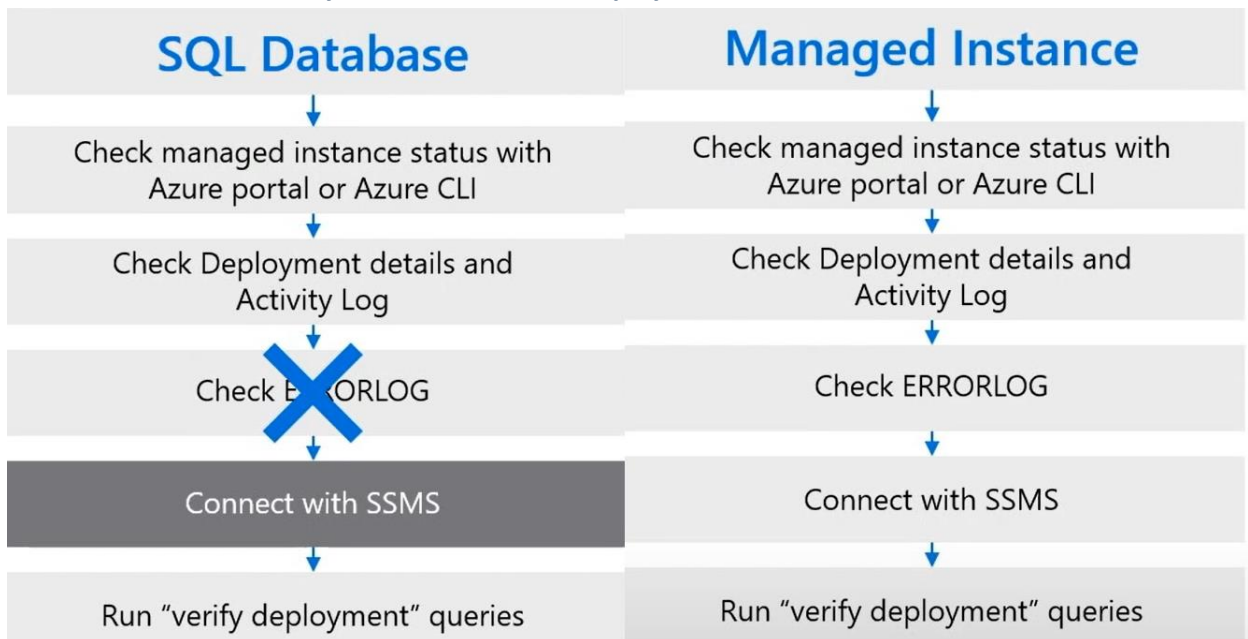 SQL Database
Check managed instance status with
Azure portal or Azure CLI
Check Deployment details and
Activity Log
Check ERRORLOG
Connect with SSMS
Run “verify deployment” queries
Managed Instance
Check managed instance status with
Azure portal or Azure CLI
Check Deployment details and
Activity Log
Check ERRORLOG
Connect with SSMS
Run “verify deployment” queries